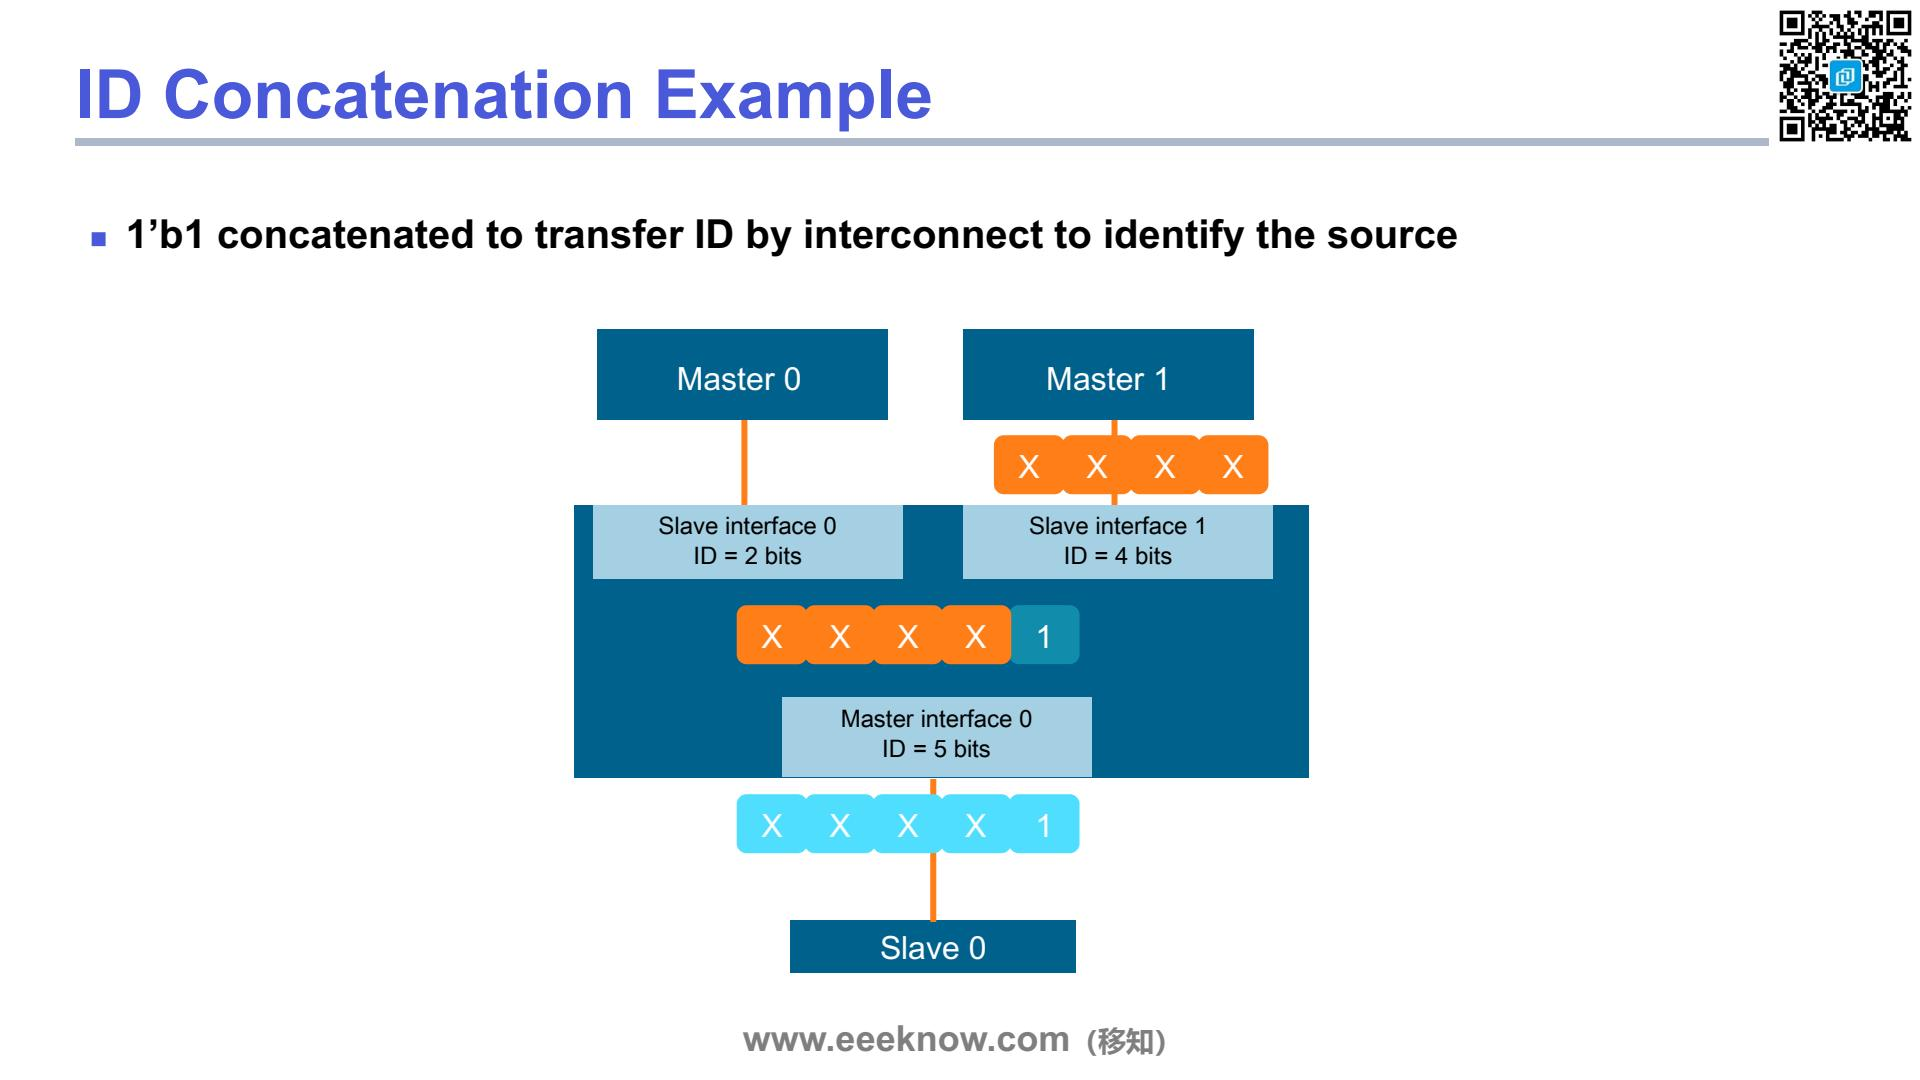 ID Concatenation Example
1’b1 concatenated to transfer ID by interconnect to identify the source
Master 0
Master 1
X X X X
Slave interface 0
ID = 2 bits
Slave interface 1
ID = 4 bits
X X X X 1
Master interface 0
ID = 5 bits
X X X X 1
Slave 0
www.eeeknow.com (移知)